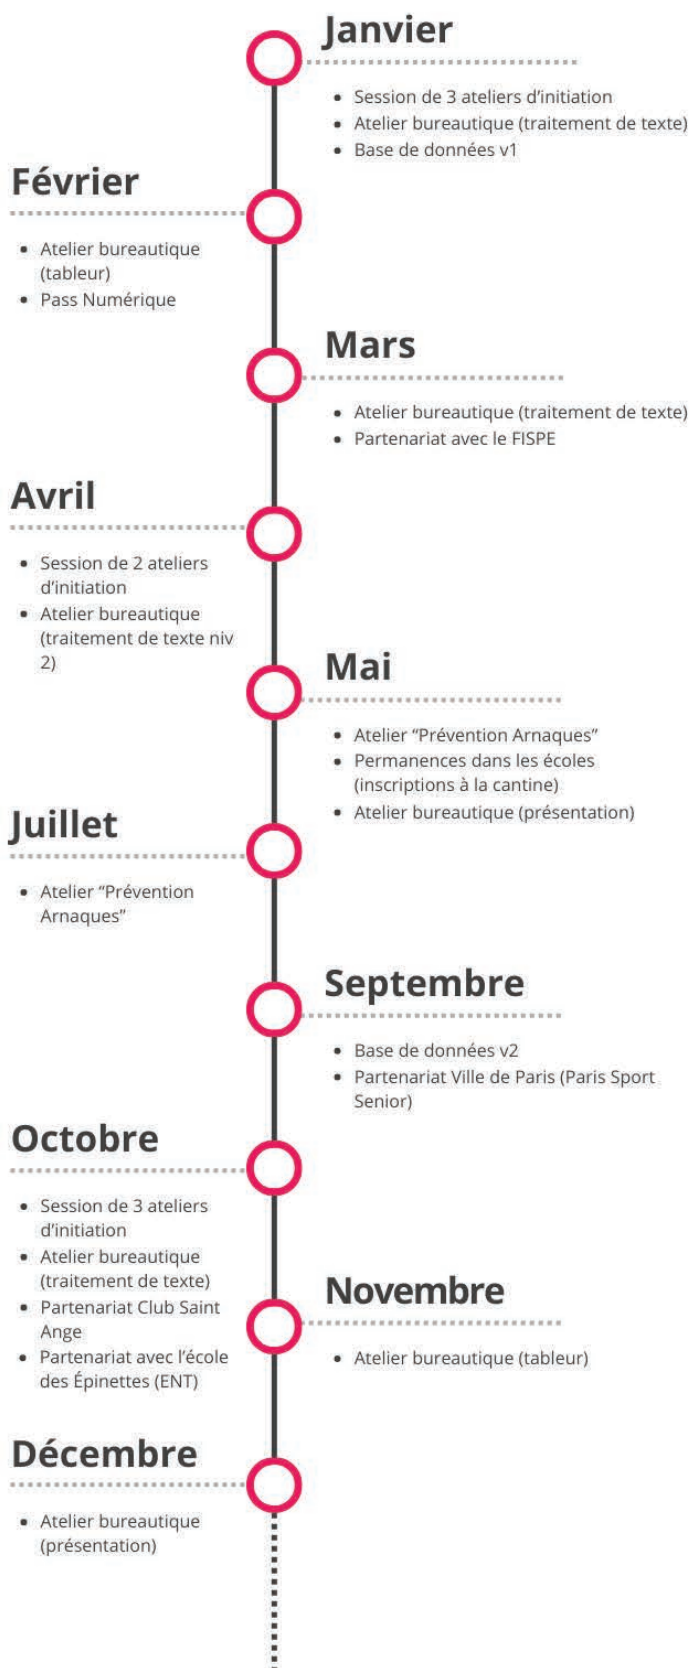 Janvier
• Session de 3 ateliers d'initiation
• Atelier bureautique (traitement de texte)
• Base de données v1
Février
• Atelier bureautique
(tableur)
• Pass Numérique
Mars
• Atelier bureautique (traitement de texte)
• Partenariat avec le FISPE
Avril
• Session de 2 ateliers
d'initiation
• Atelier bureautique
(traitement de texte niv
2)
Mai
• Atelier “Prévention Arnaques”
• Permanences dans les écoles
(inscriptions à la cantine)
• Atelier bureautique (présentation)
Juillet
• Atelier “Prévention
Arnaques”
Septembre
• Base de données v2
• Partenariat Ville de Paris (Paris Sport
Senior)
Octobre
• Session de 3 ateliers
d'initiation
• Atelier bureautique
(traitement de texte)
• Partenariat Club Saint
Ange
• Partenariat avec l'école
des Épinettes (ENT)
Novembre
• Atelier bureautique (tableur)
Décembre
• Atelier bureautique
(présentation)